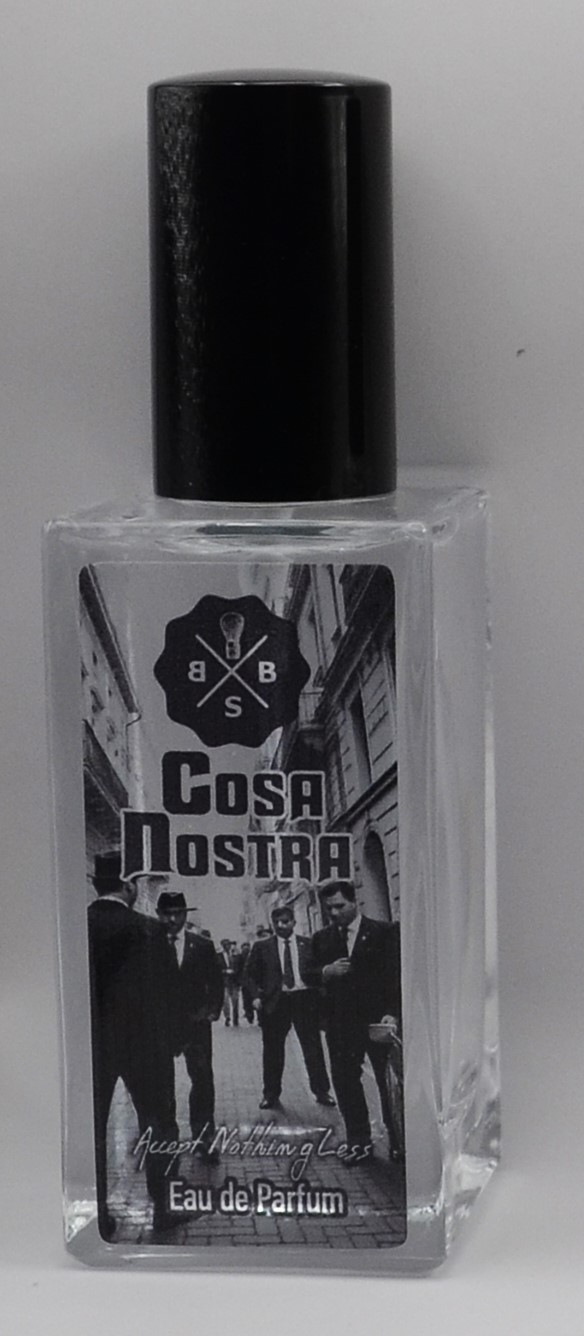 B B
S
COSA
NOSTRA
Accept Nothing Less
Eau de Parfum